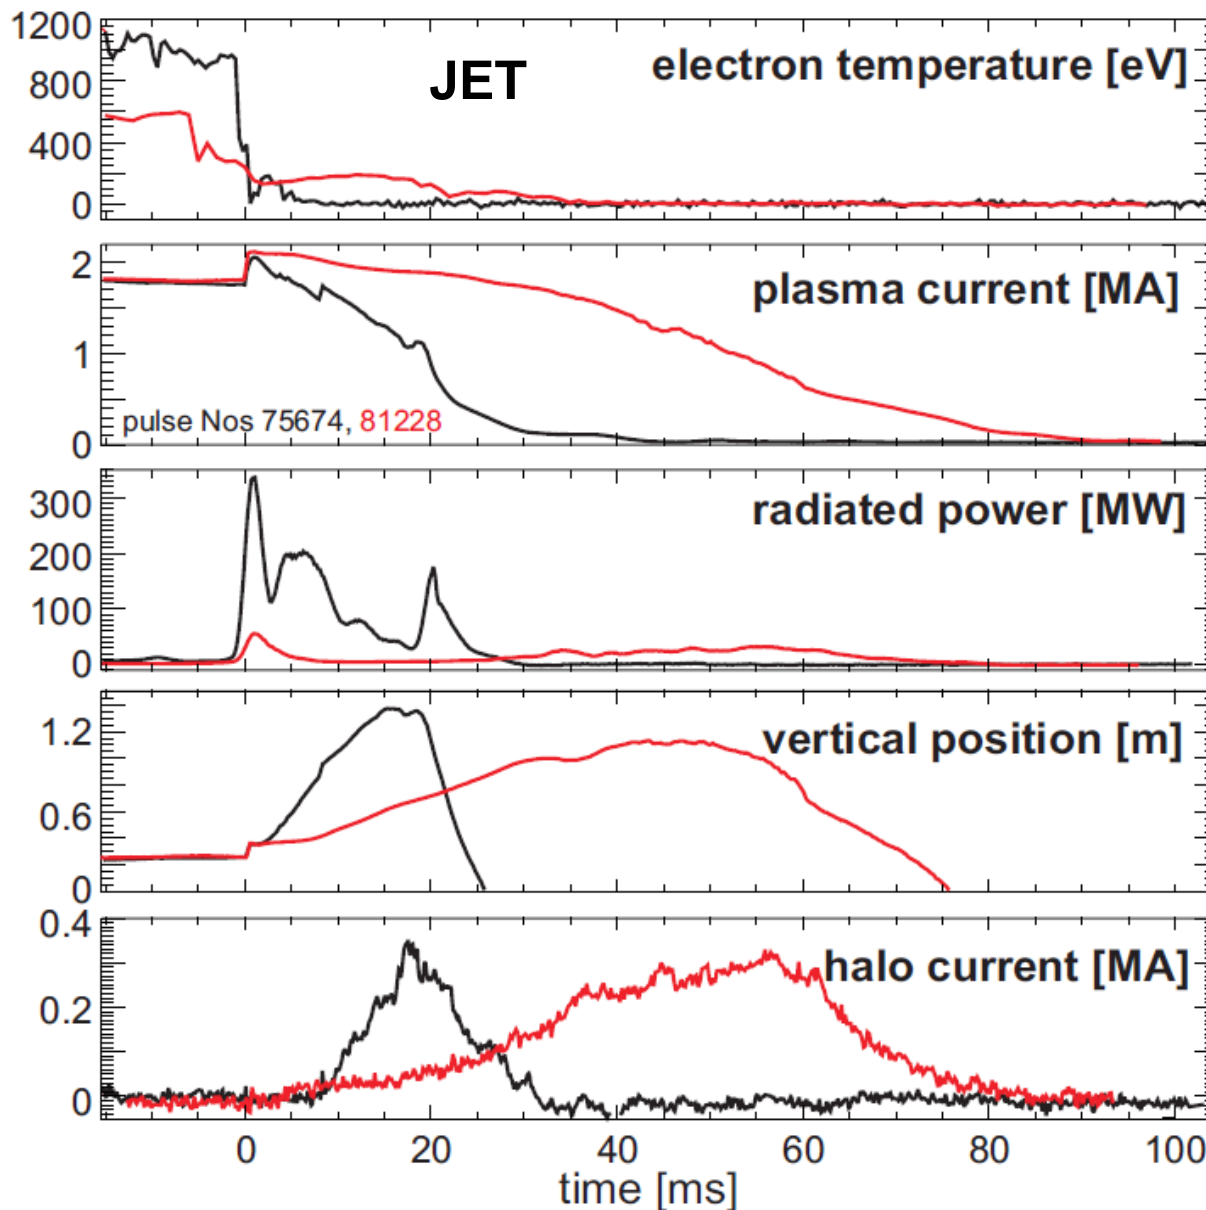 1200
800
400
0
JET
electron temperature [eV]
2
1
0
plasma current [MA]
pulse Nos 75674, 81228
300
200
100
0
radiated power [MW]
1.2
0.6
0
vertical position [m]
0.4
0.2
0
halo current [MA]
0 20 40 60 80 100
time [ms]